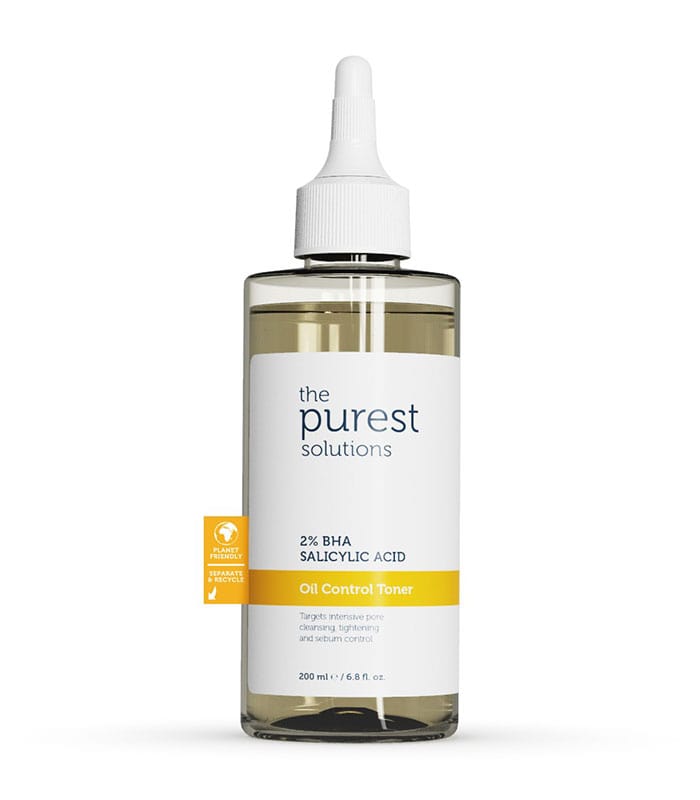 the
purest
solutions
2% BHA
SALICYLIC ACID
Oil Control Toner
Targets intensive pore
cleansing, tightening
and sebum control
200 ml ℮ / 6.8 fl. oz.
PLANET
FRIENDLY
SEPARATE
& RECYCLE